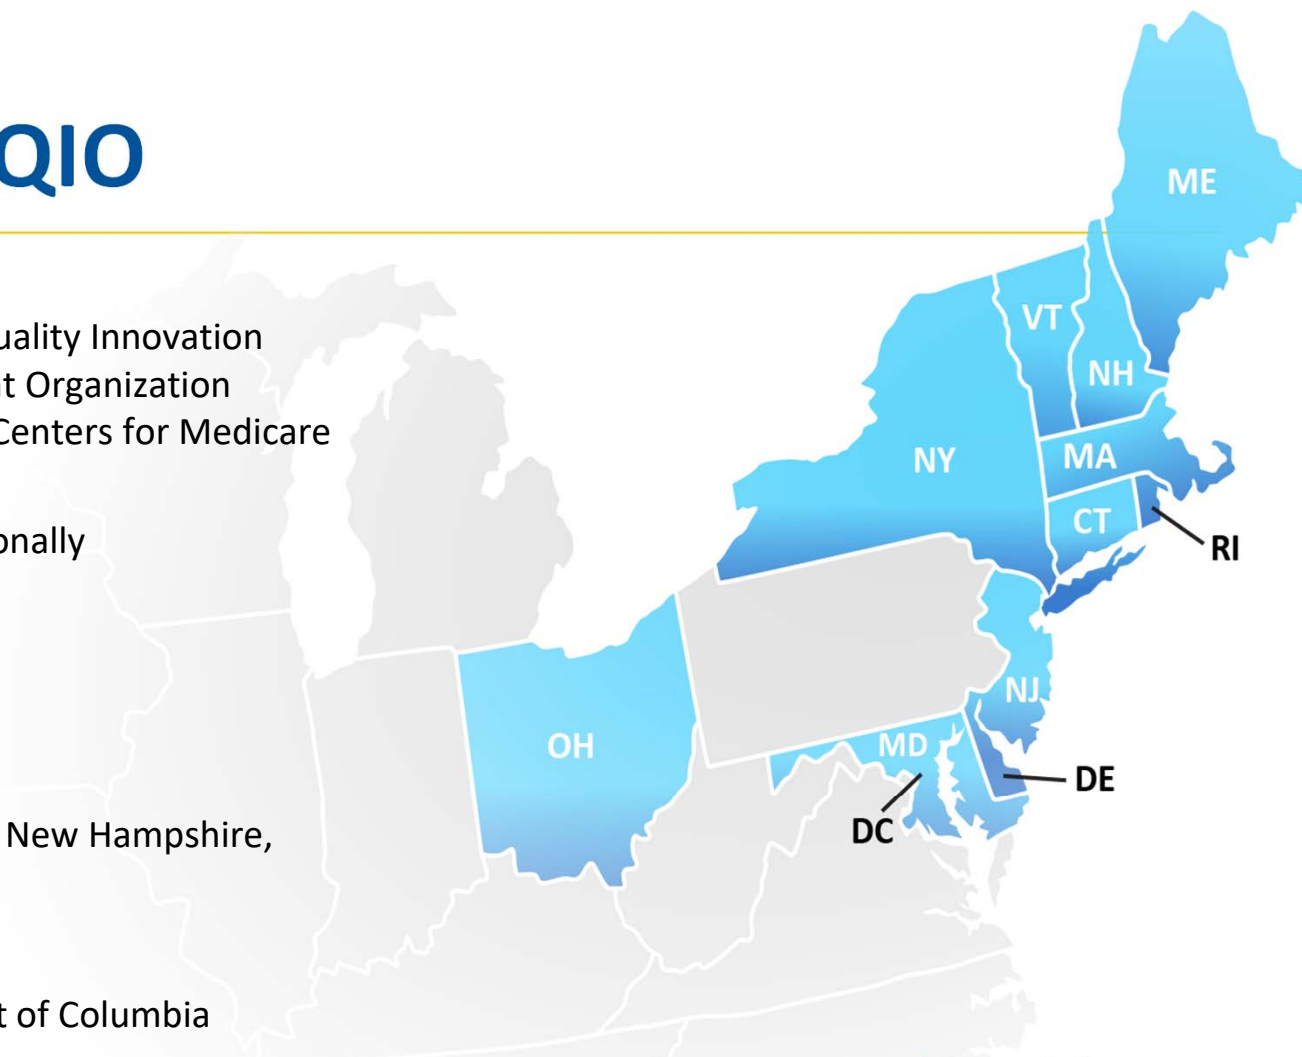 QIO
uality Innovation
t Organization
Centers for Medicare
onally
New Hampshire,
t of Columbia
ME
VT
NH
NY
MA
CT
RI
NJ
OH
MD
DE
DC